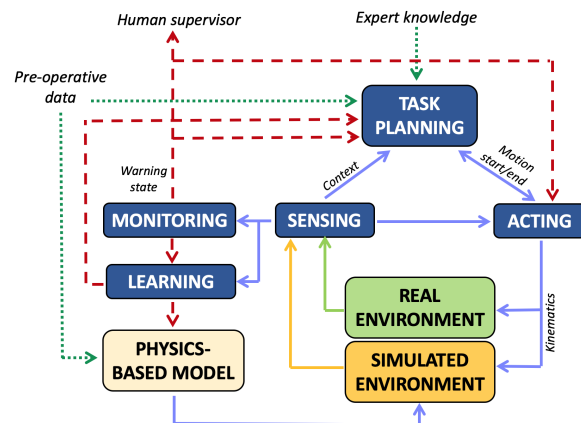 Human supervisor
Expert knowledge
Pre-operative
data
TASK
PLANNING
Warning
state
Context
Motion
start/end
MONITORING
SENSING
ACTING
LEARNING
REAL
ENVIRONMENT
Kinematics
PHYSICS-
BASED MODEL
SIMULATED
ENVIRONMENT